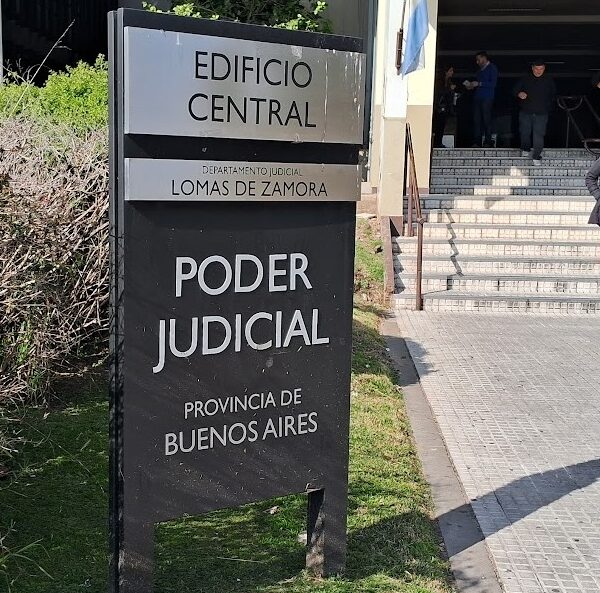 EDIFICIO
CENTRAL
DEPARTAMENTO JUDICIAL
LOMAS DE ZAMORA
PODER
JUDICIAL
PROVINCIA DE
BUENOS AIRES